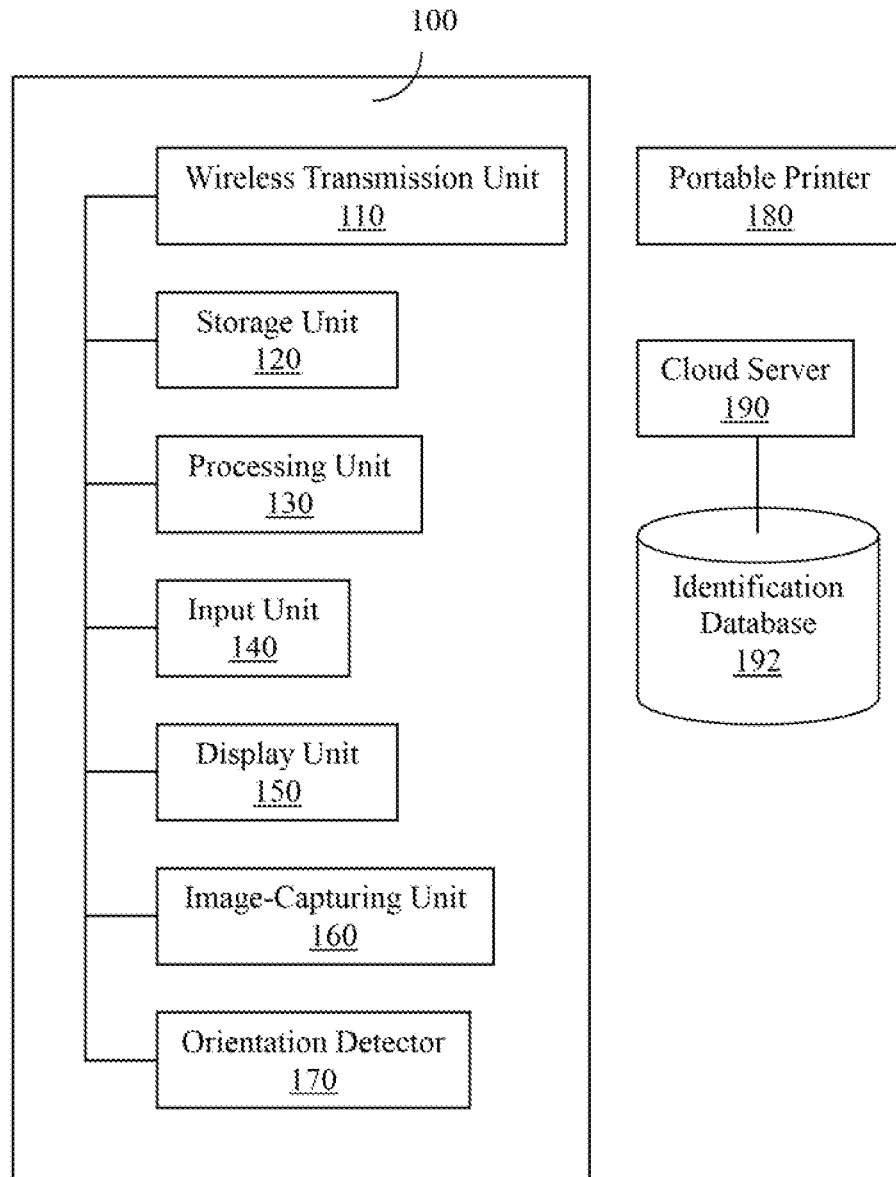 100
Wireless Transmission Unit
110
Storage Unit
120
Processing Unit
130
Input Unit
140
Display Unit
150
Image-Capturing Unit
160
Orientation Detector
170
Portable Printer
180
Cloud Server
190
Identification
Database
192